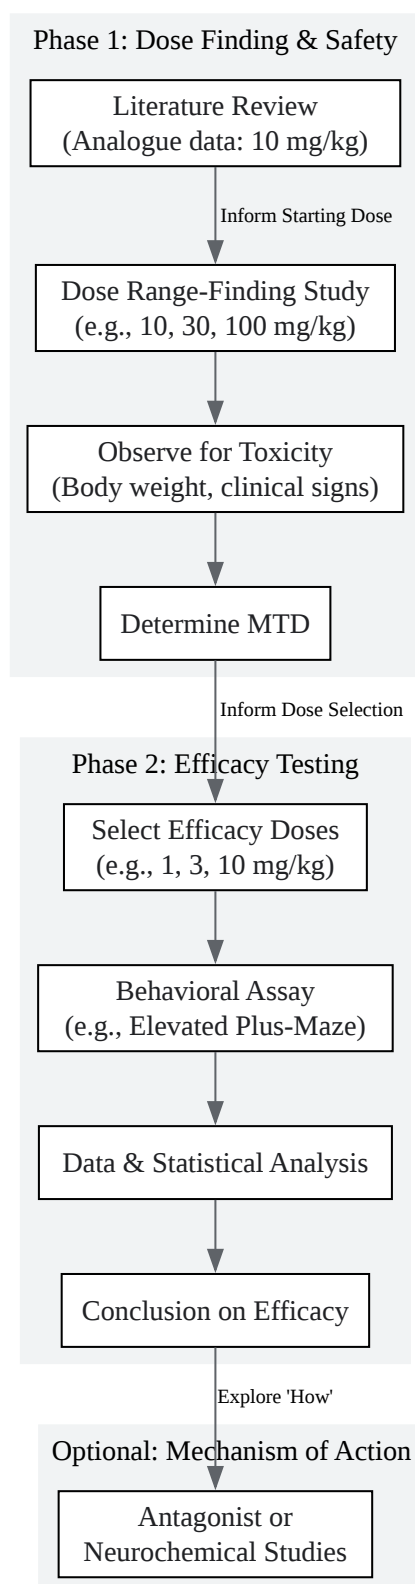 Phase 1: Dose Finding & Safety
Literature Review
(Analogue data: 10 mg/kg)
Inform Starting Dose
Dose Range-Finding Study
(e.g., 10, 30, 100 mg/kg)
Observe for Toxicity
(Body weight, clinical signs)
Determine MTD
Inform Dose Selection
Phase 2: Efficacy Testing
Select Efficacy Doses
(e.g., 1, 3, 10 mg/kg)
Behavioral Assay
(e.g., Elevated Plus-Maze)
Data & Statistical Analysis
Conclusion on Efficacy
Explore 'How'
Optional: Mechanism of Action
Antagonist or
Neurochemical Studies